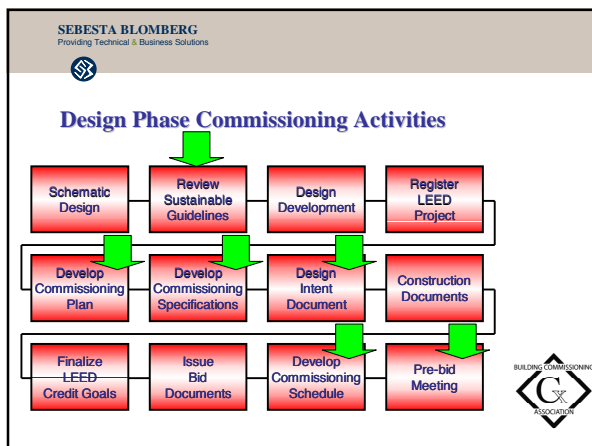 SEBESTA BLOMBERG
Providing Technical & Business Solutions
Design Phase Commissioning Activities
Schematic
Design
Review
Sustainable
Guidelines
Design
Development
Register
LEED
Project
Develop
Commissioning
Plan
Develop
Commissioning
Specifications
Design
Intent
Document
Construction
Documents
Finalize
LEED
Credit Goals
Issue
Bid
Documents
Develop
Commissioning
Schedule
Pre-bid
Meeting
BUILDING COMMISSIONING
Cx
ASSOCIATION